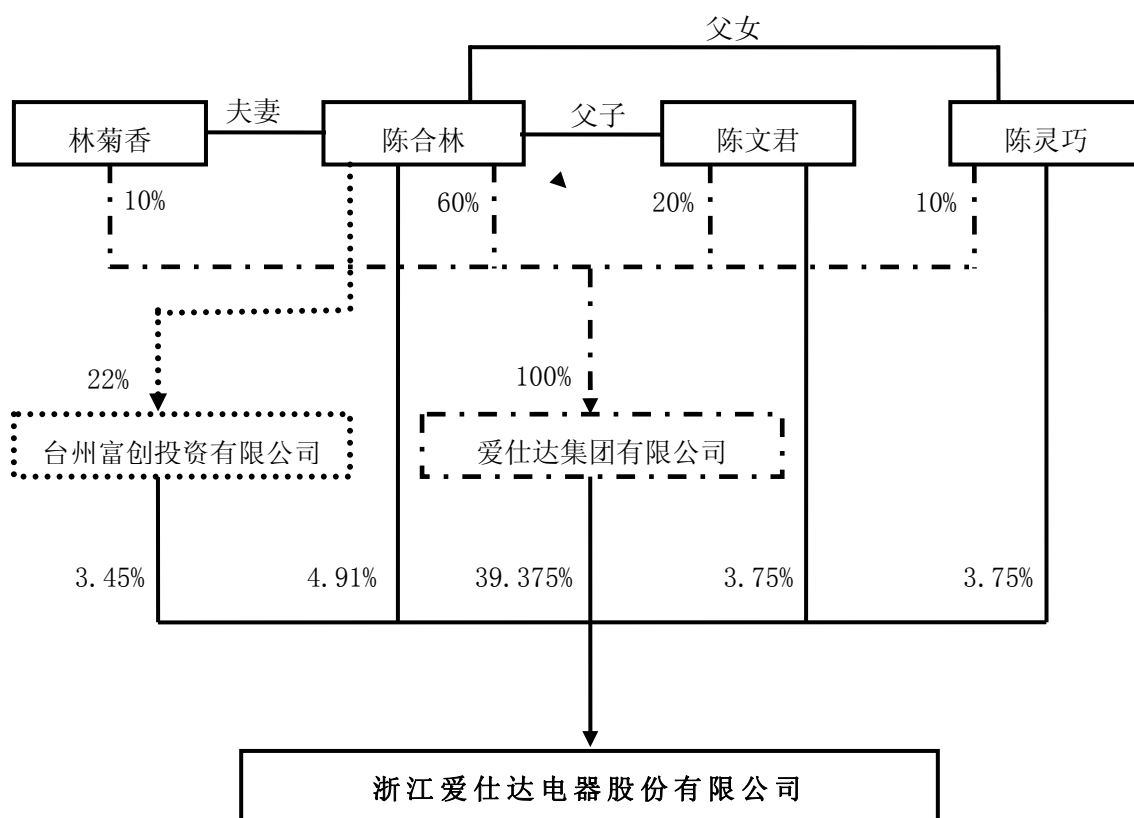 父女
夫妻
父子
林菊香
陈合林
陈文君
陈灵巧
10%
60%
20%
10%
22%
100%
台州富创投资有限公司
爱仕达集团有限公司
3.45%
4.91%
39.375%
3.75%
3.75%
浙江爱仕达电器股份有限公司